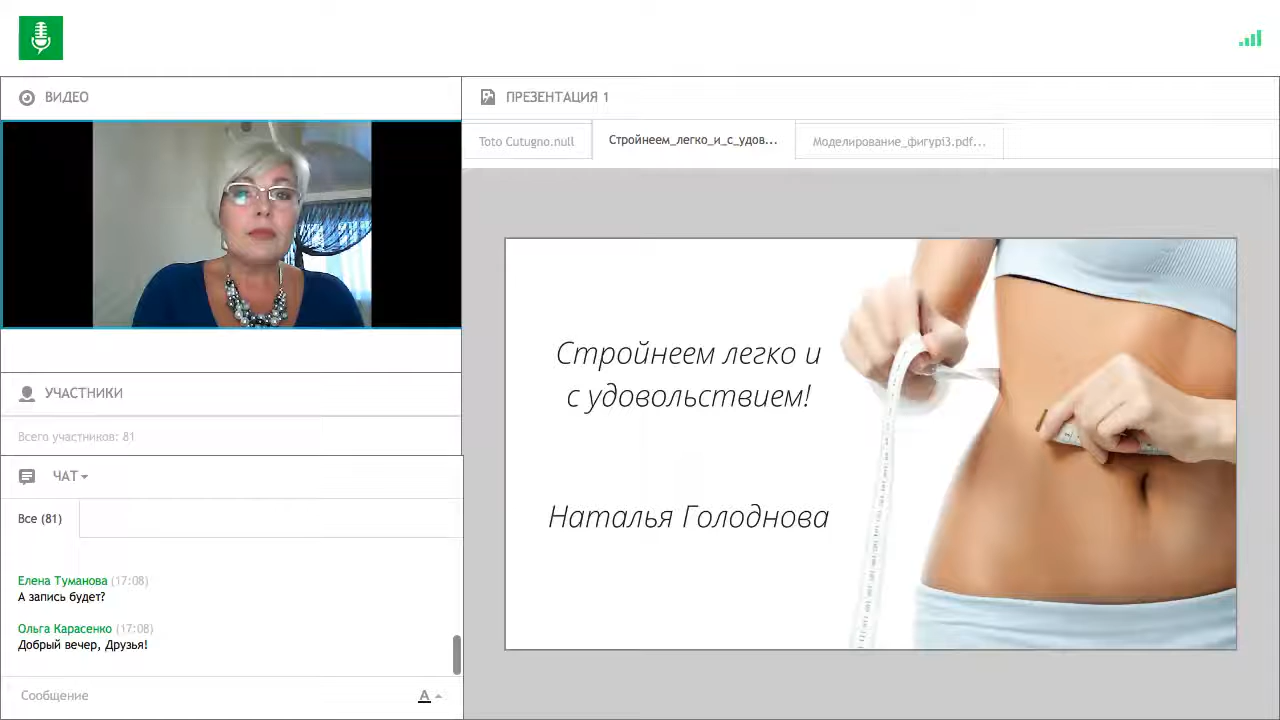 ВИДЕО
УЧАСТНИКИ
Всего участников: 81
ЧАТ
Все (81)
Елена Туманова (17:08)
А запись будет?
Ольга Карасенко (17:08)
Добрый вечер, Друзья!
Сообщение
A
ПРЕЗЕНТАЦИЯ 1
Toto Cutugno.null
Стройнеем_легко_и_с_удов...
Моделирование_фигурі3.pdf...
Стройнеем легко и
с удовольствием!
Наталья Голоднова